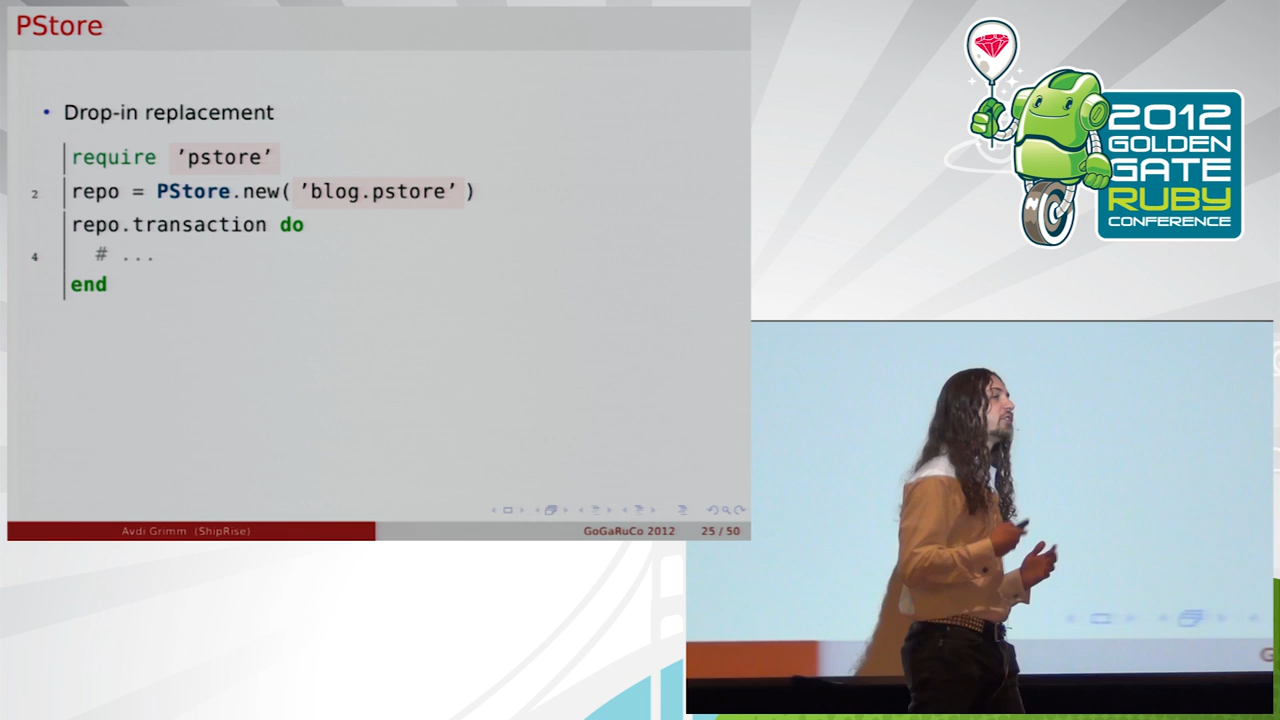 PStore
• Drop-in replacement
require ’pstore’
2 repo = PStore.new(’blog.pstore’)
repo.transaction do
4 # ...
end
Avdi Grimm (ShipRise) GoGaRuCo 2012 25 / 50
2012
GOLDEN
GATE
RUBY
CONFERENCE
G